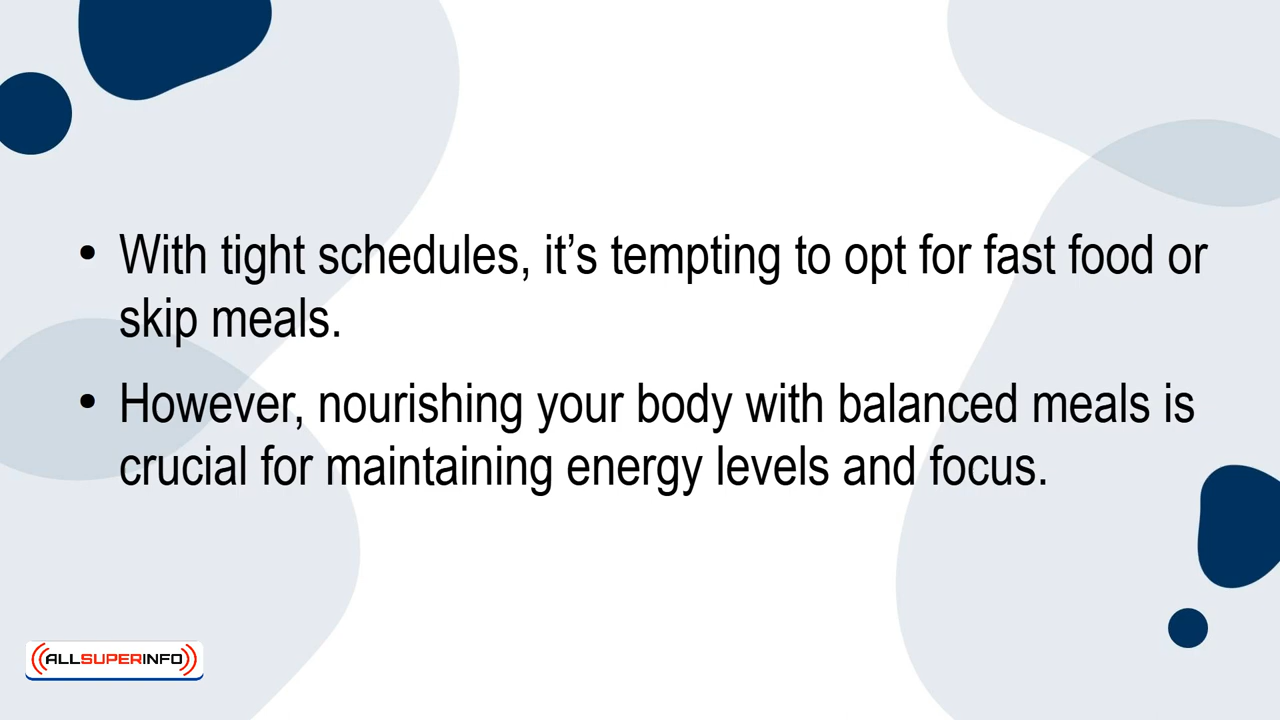 • With tight schedules, it’s tempting to opt for fast food or
skip meals.
• However, nourishing your body with balanced meals is
crucial for maintaining energy levels and focus.
ALLSUPERINFO